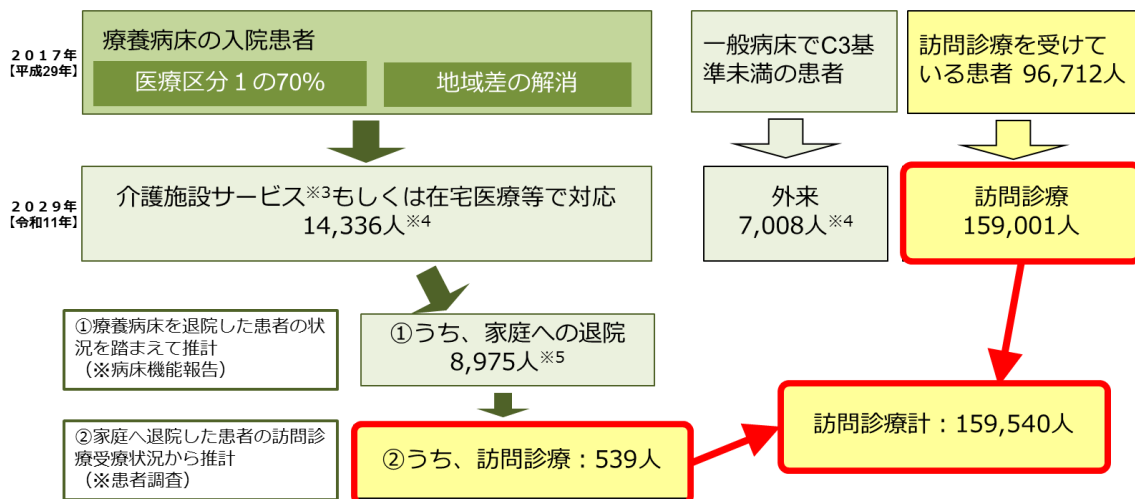 ２０１７年
【平成29年】
療養病床の入院患者
医療区分１の70%
地域差の解消
一般病床でC3基
準未満の患者
訪問診療を受けて
いる患者 96,712人
２０２９年
【令和11年】
介護施設サービス※3もしくは在宅医療等で対応
14,336人※4
外来
7,008人※4
訪問診療
159,001人
①療養病床を退院した患者の状
況を踏まえて推計
（※病床機能報告）
①うち、家庭への退院
8,975人※5
②家庭へ退院した患者の訪問診
療受療状況から推計
（※患者調査）
②うち、訪問診療：539人
訪問診療計：159,540人